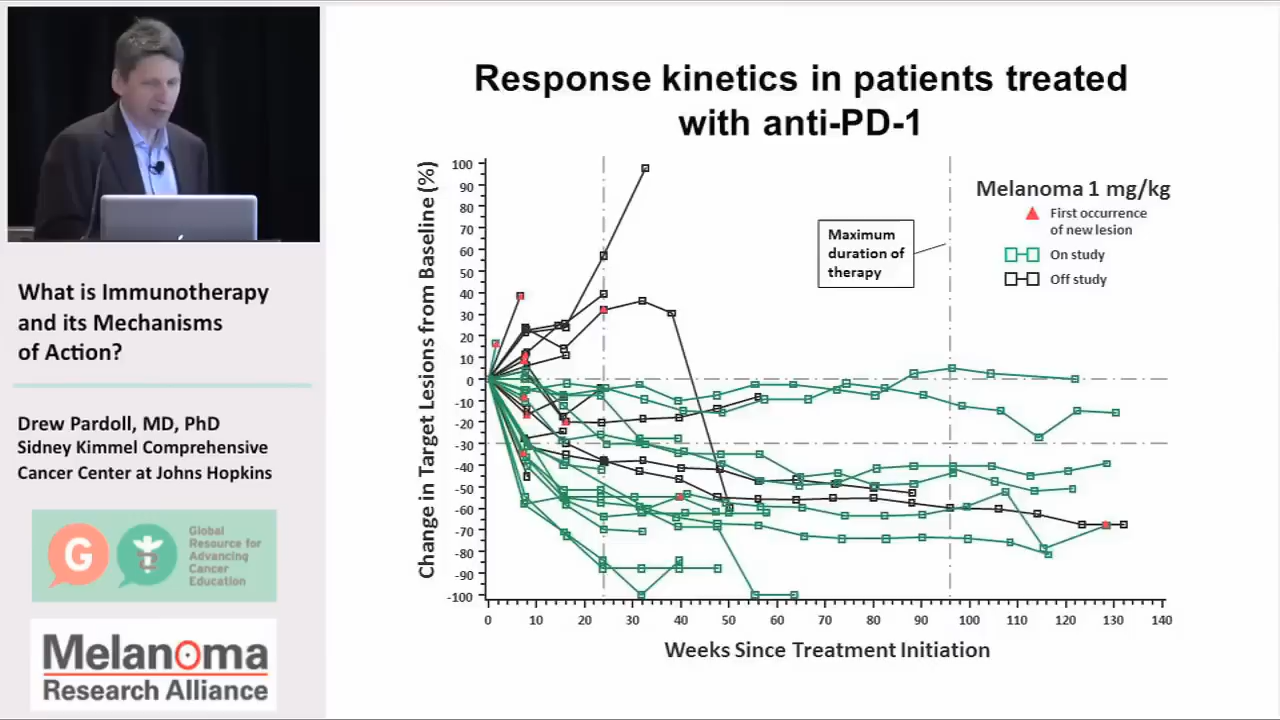 What is Immunotherapy
and its Mechanisms
of Action?
Drew Pardoll, MD, PhD
Sidney Kimmel Comprehensive
Cancer Center at Johns Hopkins
G
Global
Resource for
Advancing
Cancer
Education
Melanoma
Research Alliance
Response kinetics in patients treated
with anti-PD-1
Change in Target Lesions from Baseline (%)
100
90
80
70
60
50
40
30
20
10
0
-10
-20
-30
-40
-50
-60
-70
-80
-90
-100
Maximum
duration of
therapy
Melanoma 1 mg/kg
First occurrence
of new lesion
On study
Off study
0 10 20 30 40 50 60 70 80 90 100 110 120 130 140
Weeks Since Treatment Initiation